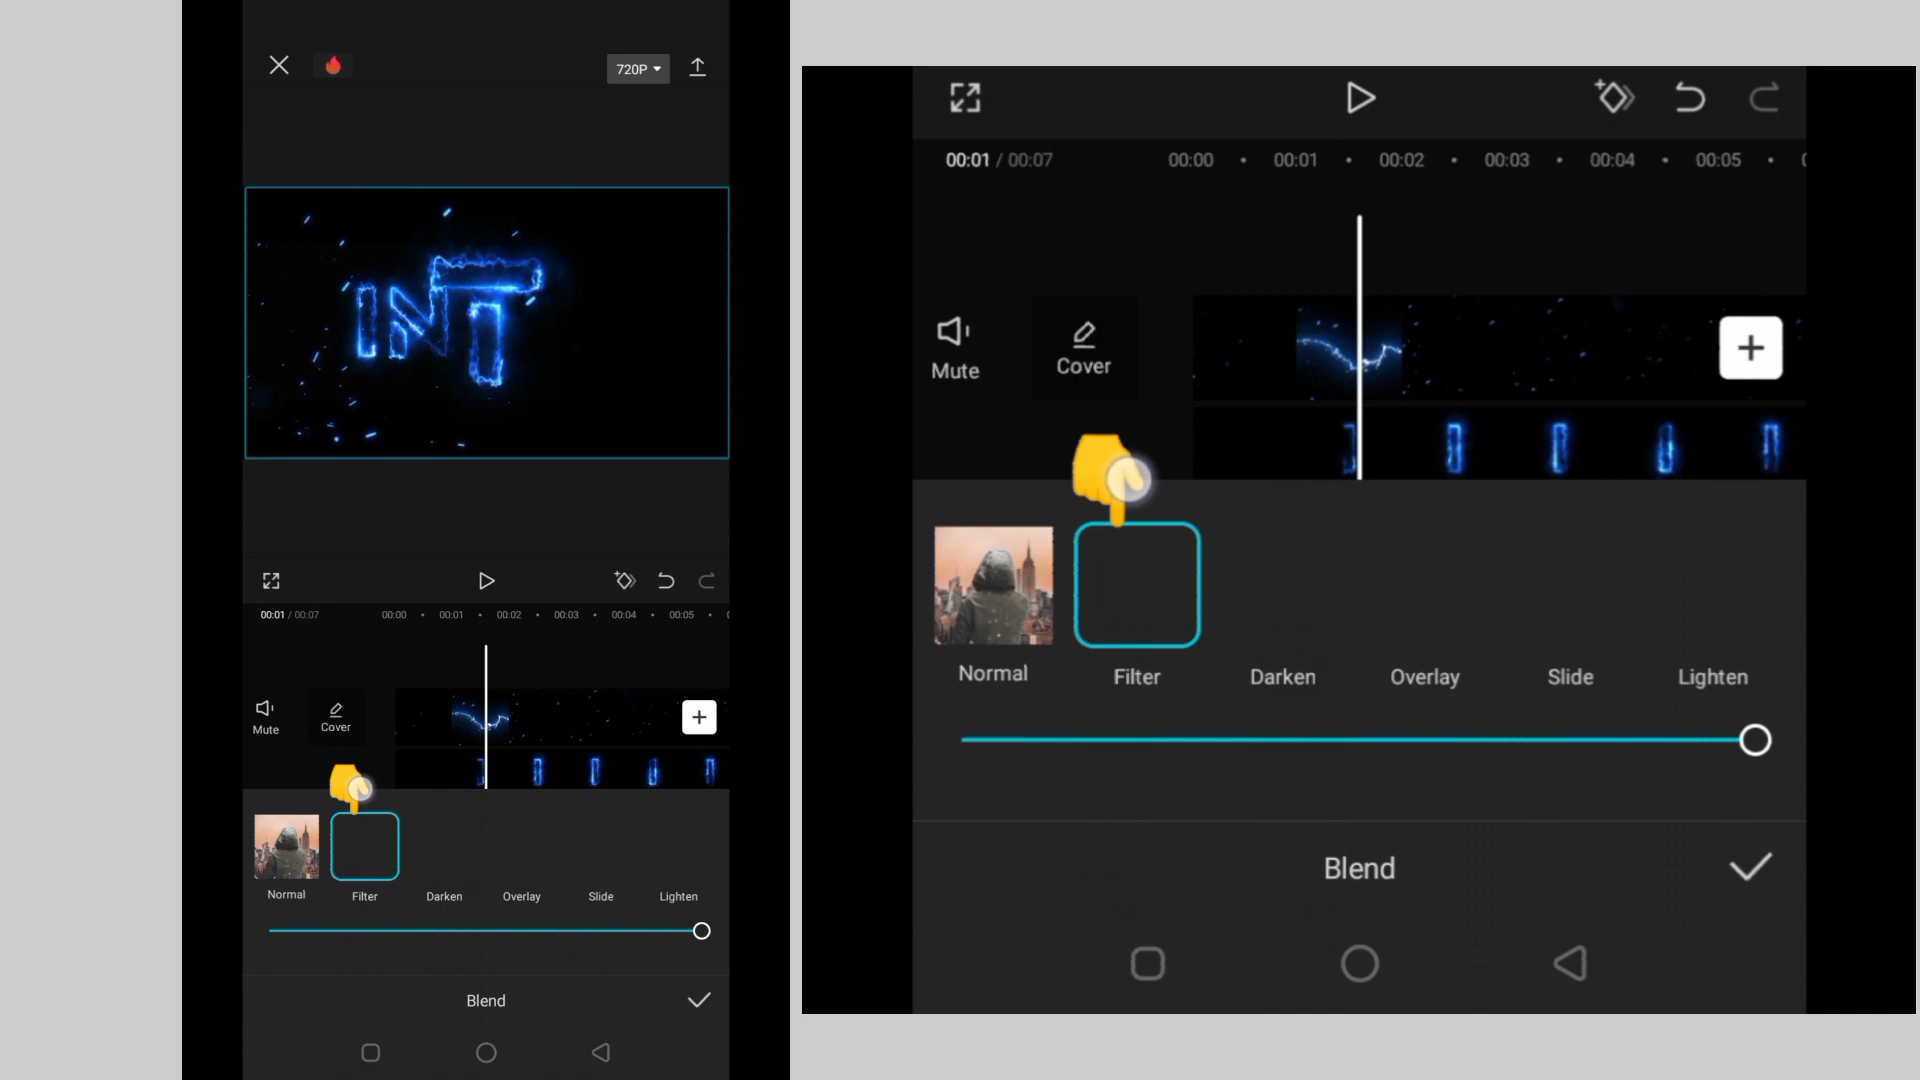 720P
INT
00:01 / 00:07 00:00 00:01 00:02 00:03 00:04 00:05
Mute
Cover
Normal Filter Darken Overlay Slide Lighten
Blend
00:01 / 00:07 00:00 00:01 00:02 00:03 00:04 00:05
Mute
Cover
Normal Filter Darken Overlay Slide Lighten
Blend